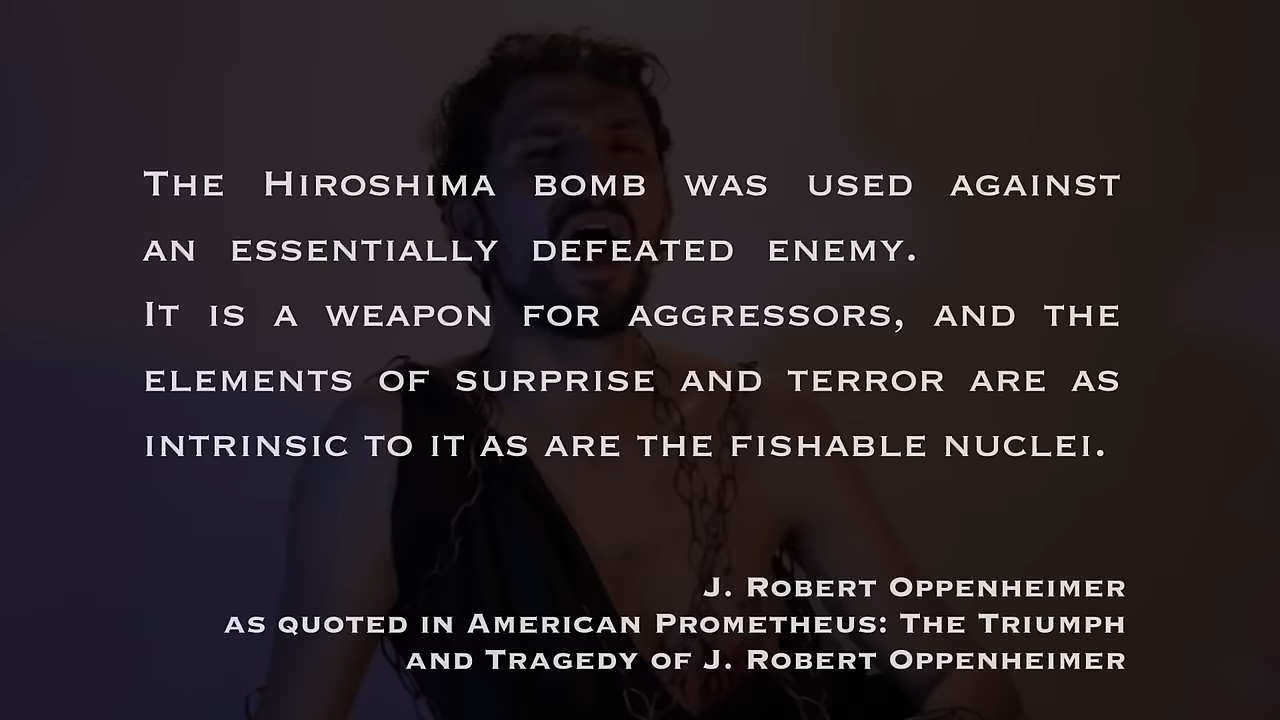 The Hiroshima bomb was used against
an essentially defeated enemy.
It is a weapon for aggressors, and the
elements of surprise and terror are as
intrinsic to it as are the fishable nuclei.
J. Robert Oppenheimer
as quoted in American Prometheus: The Triumph
and Tragedy of J. Robert Oppenheimer